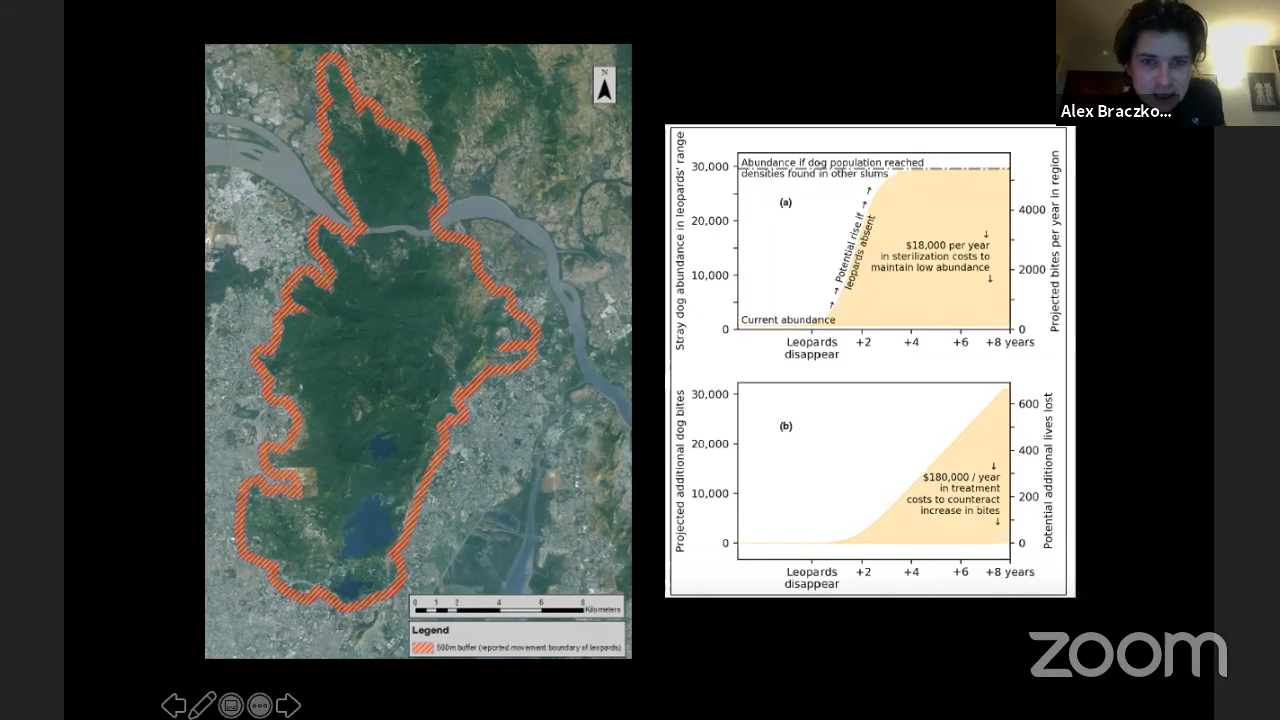 Alex Braczko...
N
0 1 2 4 6 8
Kilometers
Legend
500m buffer (reported movement boundary of leopards)
Stray dog abundance in leopards' range
30,000
20,000
10,000
0
Abundance if dog population reached
densities found in other slums
(a)
→ Potential rise if → →
leopards absent
↓
$18,000 per year
in sterilization costs to
maintain low abundance
↓
Current abundance
4000
2000
0
Projected bites per year in region
Leopards
disappear
+2
+4
+6
+8 years
Projected additional dog bites
30,000
20,000
10,000
0
(b)
↓
$180,000 / year
in treatment
costs to counteract
increase in bites
↓
600
400
200
0
Potential additional lives lost
Leopards
disappear
+2
+4
+6
+8 years
zoom